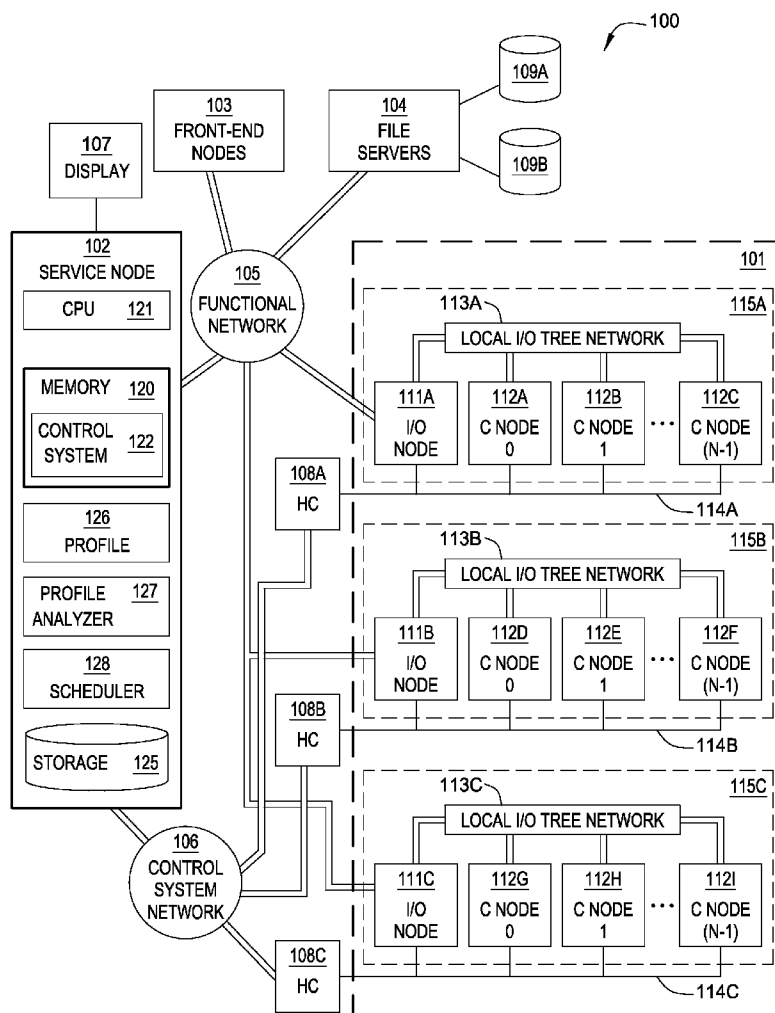 100
103
FRONT-END
NODES
104
FILE
SERVERS
109A
109B
107
DISPLAY
102
SERVICE NODE
CPU 121
MEMORY 120
CONTROL
SYSTEM 122
126
PROFILE
PROFILE
ANALYZER 127
128
SCHEDULER
STORAGE 125
105
FUNCTIONAL
NETWORK
106
CONTROL
SYSTEM
NETWORK
108A
HC
108B
HC
108C
HC
101
115A
113A
LOCAL I/O TREE NETWORK
111A
I/O
NODE
112A
C NODE
0
112B
C NODE
1
...
112C
C NODE
(N-1)
114A
115B
113B
LOCAL I/O TREE NETWORK
111B
I/O
NODE
112D
C NODE
0
112E
C NODE
1
...
112F
C NODE
(N-1)
114B
115C
113C
LOCAL I/O TREE NETWORK
111C
I/O
NODE
112G
C NODE
0
112H
C NODE
1
...
112I
C NODE
(N-1)
114C